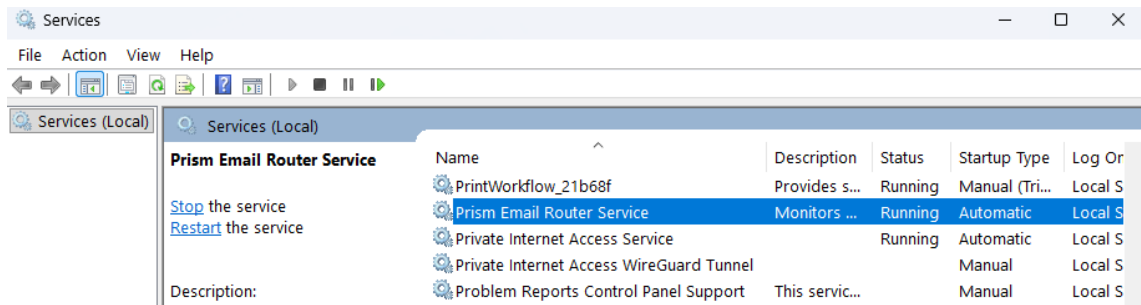 Services
File Action View Help
Services (Local)
Services (Local)
Prism Email Router Service
Stop the service
Restart the service
Description:
Name Description Status Startup Type Log On
PrintWorkflow_21b68f Provides s... Running Manual (Tri... Local S
Prism Email Router Service Monitors ... Running Automatic Local S
Private Internet Access Service Running Automatic Local S
Private Internet Access WireGuard Tunnel Manual Local S
Problem Reports Control Panel Support This servic... Manual Local S